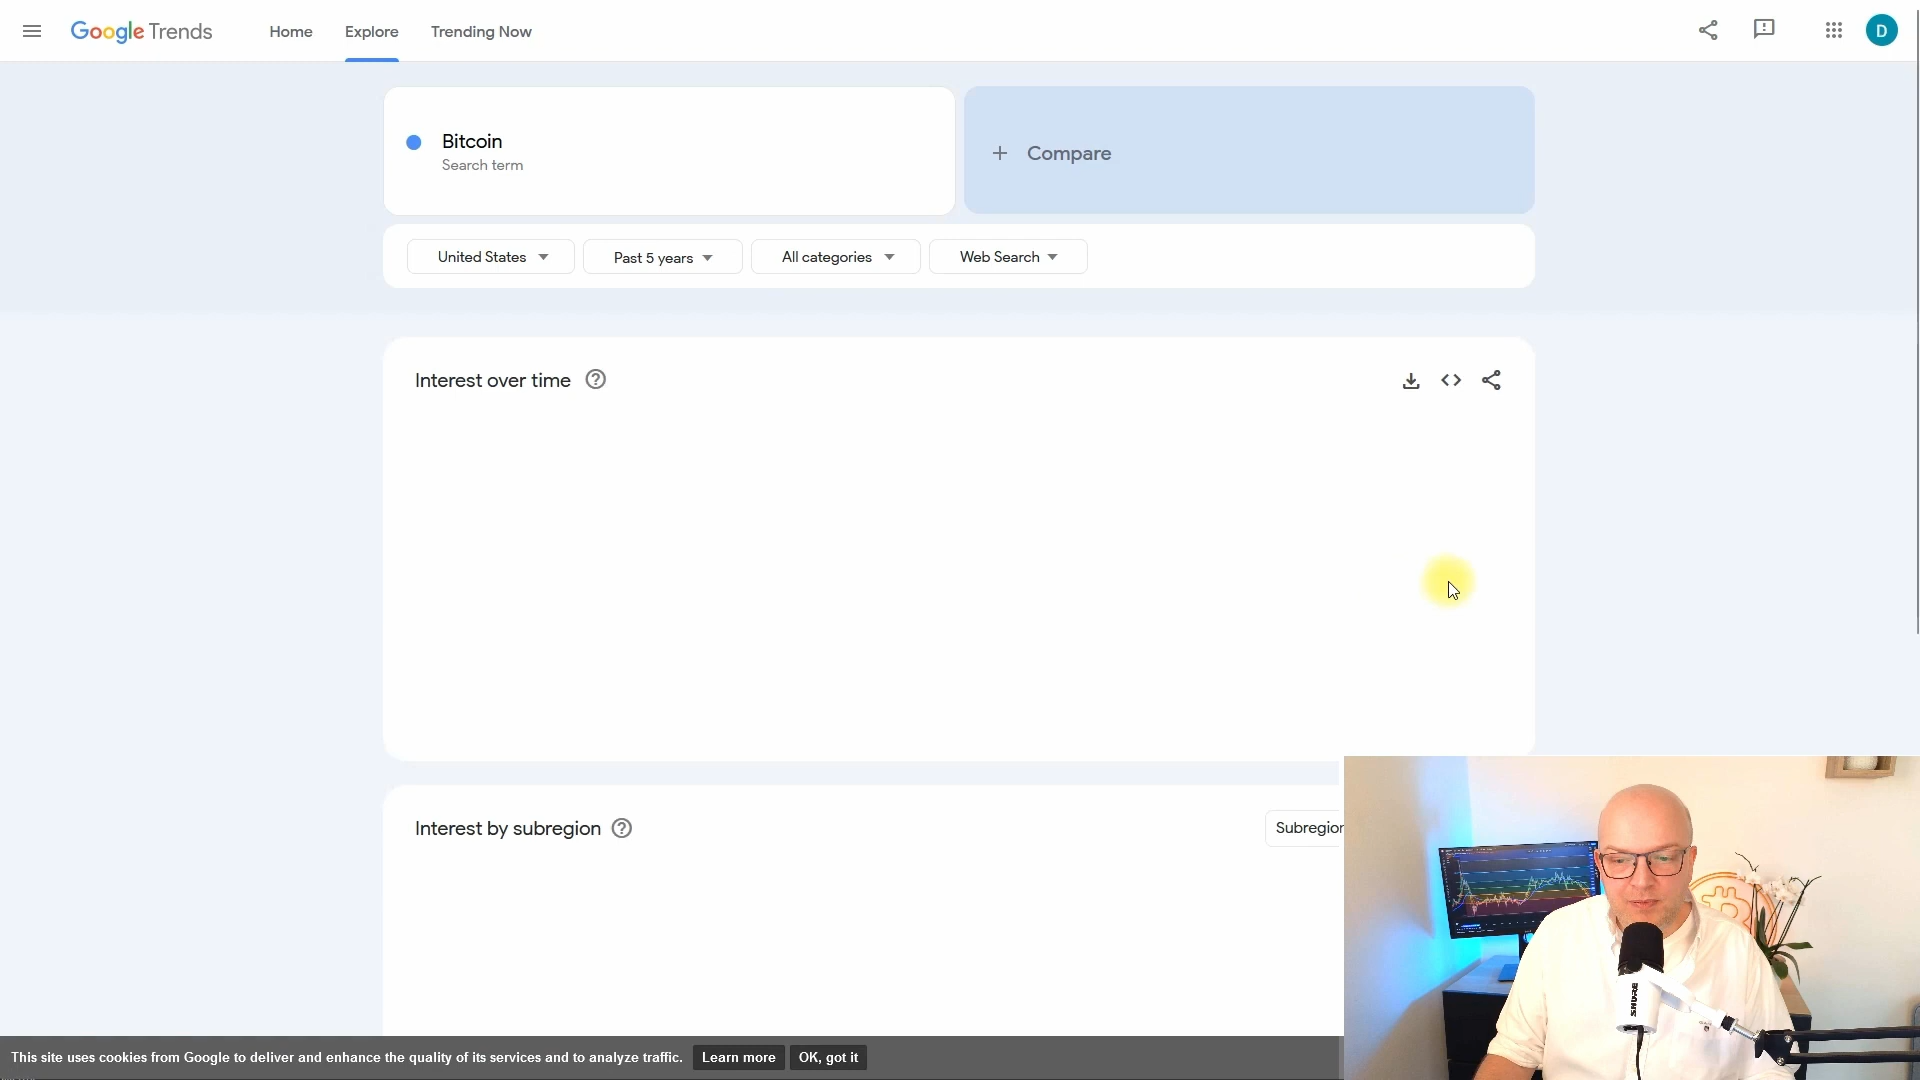 Google Trends
Home
Explore
Trending Now
D
Bitcoin
Search term
+ Compare
United States
Past 5 years
All categories
Web Search
Interest over time
Interest by subregion
Subregion
SHURE
This site uses cookies from Google to deliver and enhance the quality of its services and to analyze traffic.
Learn more
OK, got it